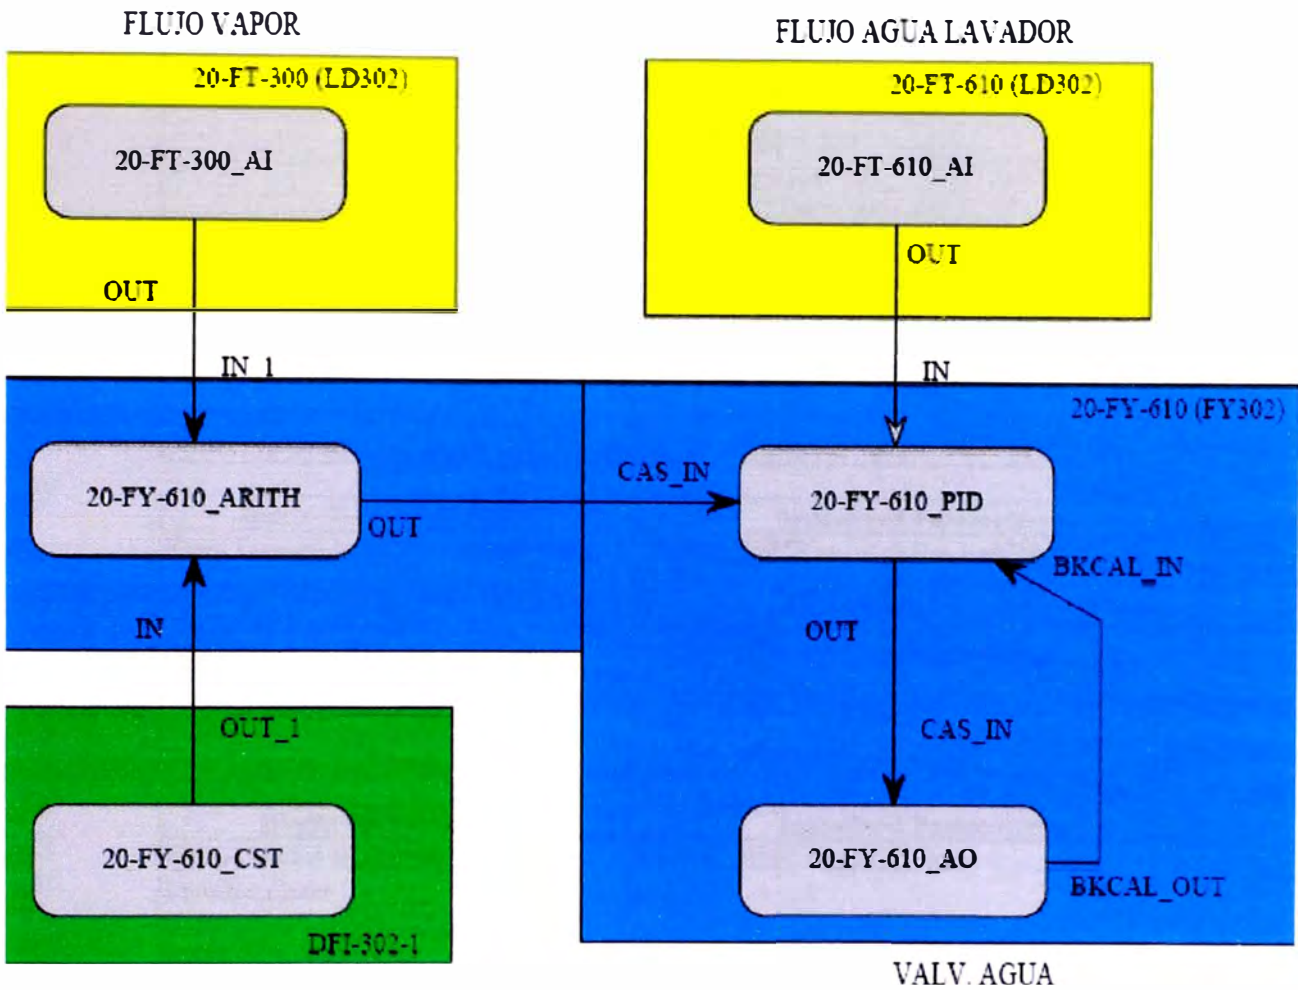 FLUJO VAPOR
FLUJO AGUA LAVADOR
20-FT-300 (LD302)
20-FT-610 (LD302)
20-FT-300_AI
20-FT-610_AI
OUT
OUT
IN_1
IN
20-FY-610 (FY302)
20-FY-610_ARITH
OUT
CAS_IN
20-FY-610_PID
BKCAL_IN
IN
OUT
OUT_1
CAS_IN
20-FY-610_CST
20-FY-610_AO
BKCAL_OUT
DFI-302-1
VALV. AGUA